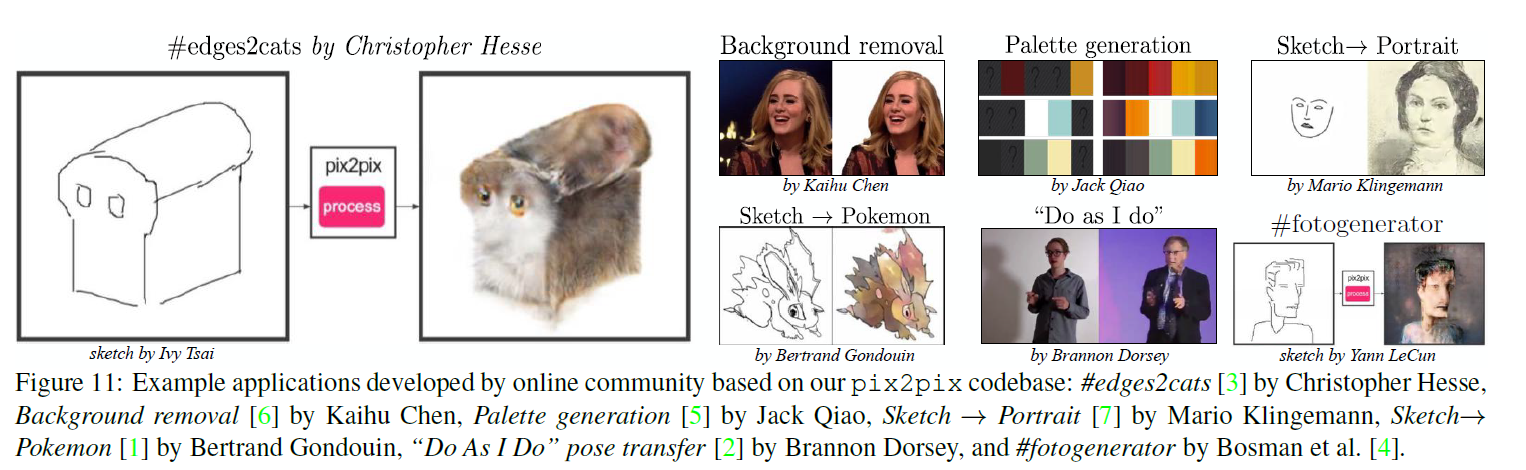 #edges2cats by Christopher Hesse
pix2pix
process
sketch by Ivy Tsai
Background removal
by Kaihu Chen
Palette generation
? ? ?
? ?
? ?
by Jack Qiao
Sketch→ Portrait
by Mario Klingemann
Sketch → Pokemon
by Bertrand Gondouin
“Do as I do”
by Brannon Dorsey
#fotogenerator
pix2pix
process
sketch by Yann LeCun
Figure 11: Example applications developed by online community based on our pix2pix codebase: #edges2cats [3] by Christopher Hesse,
Background removal [6] by Kaihu Chen, Palette generation [5] by Jack Qiao, Sketch → Portrait [7] by Mario Klingemann, Sketch→
Pokemon [1] by Bertrand Gondouin, “Do As I Do” pose transfer [2] by Brannon Dorsey, and #fotogenerator by Bosman et al. [4].